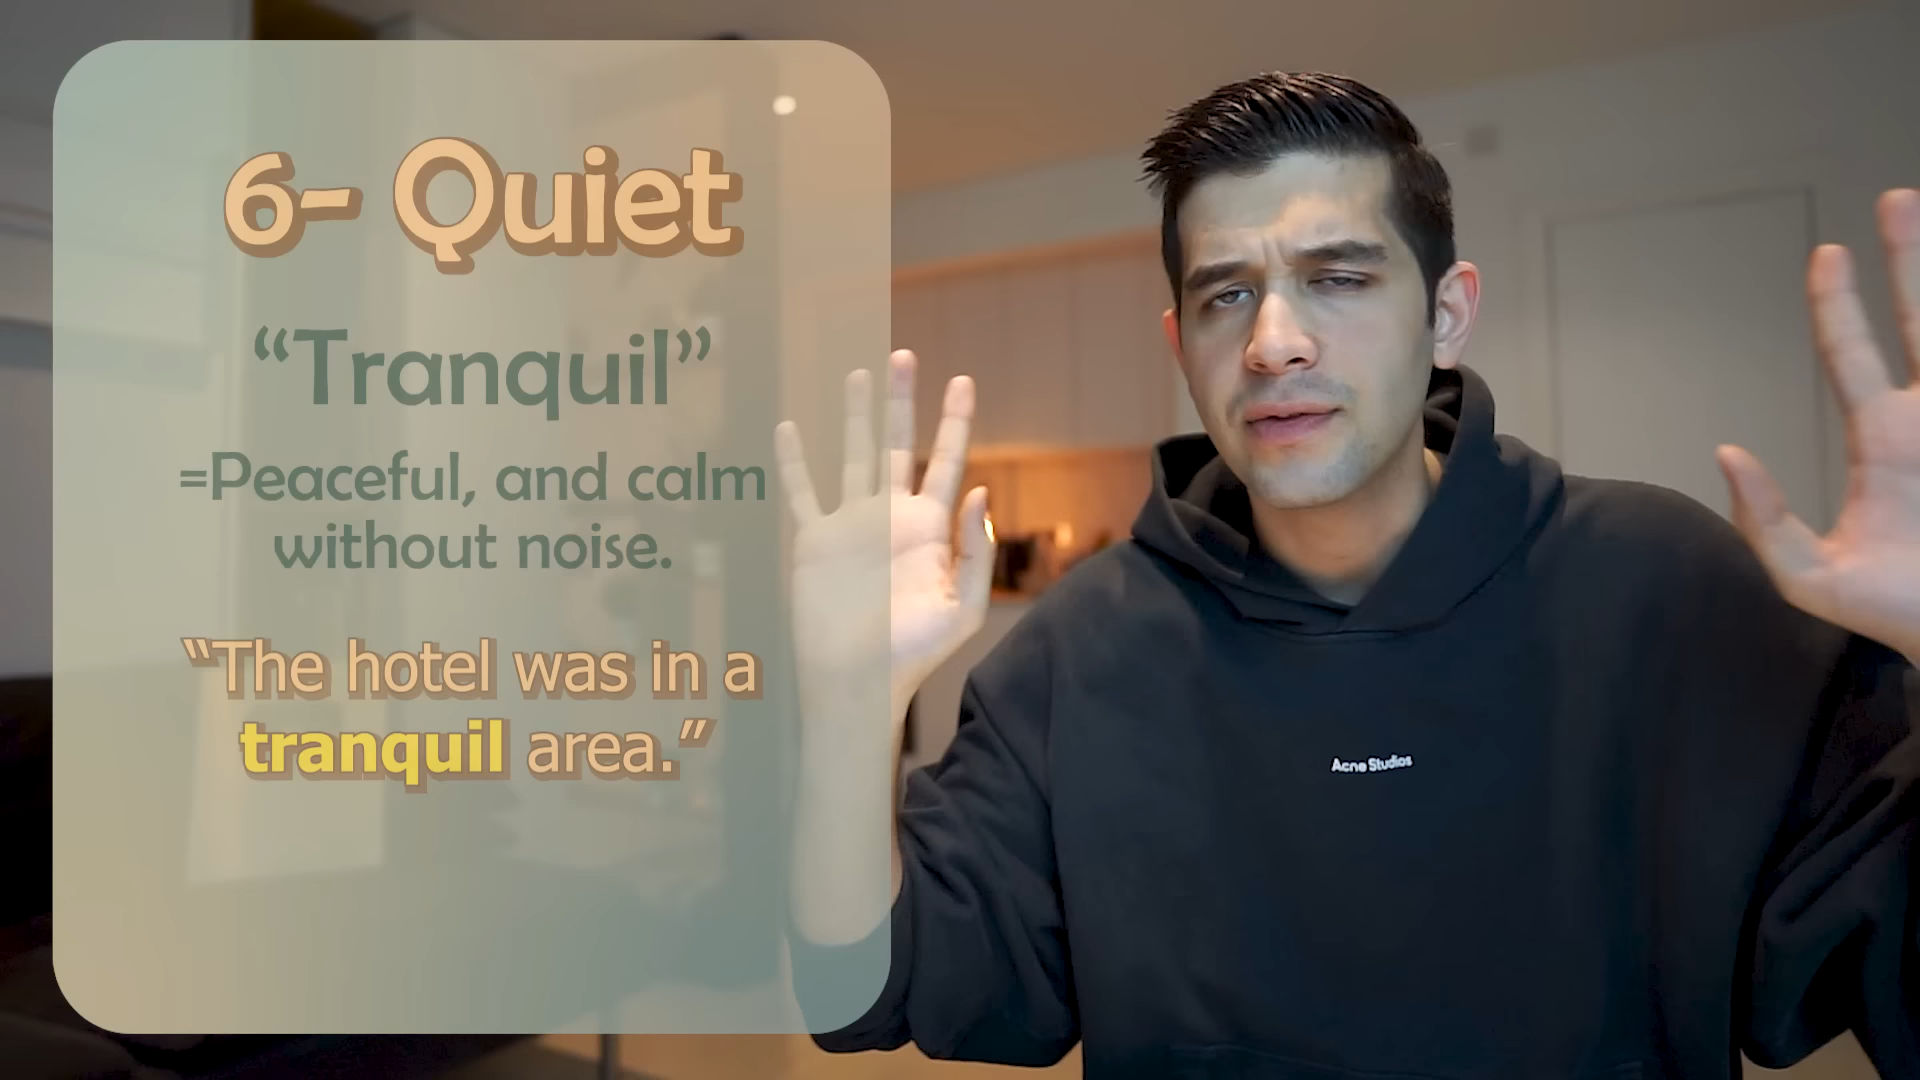 6- Quiet
“Tranquil”
=Peaceful, and calm
without noise.
“The hotel was in a
tranquil area.”
Acne Studios